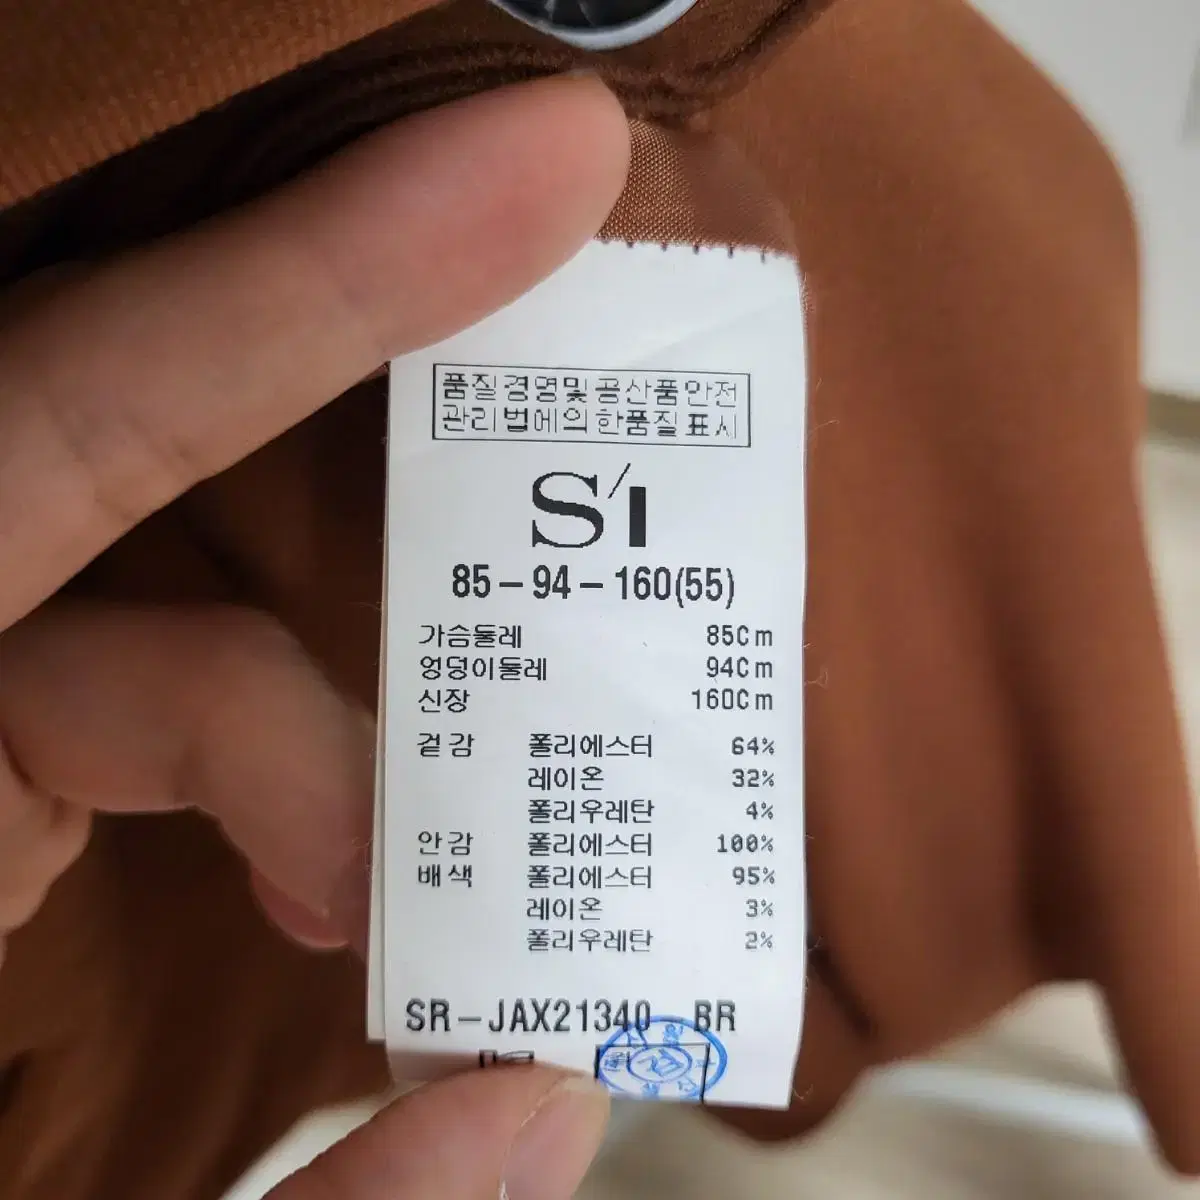 품질경영및공산품안전
관리법에의한품질표시
S/I
85-94-160(55)
가슴둘레 85Cm
엉덩이둘레 94Cm
신장 160Cm
겉감 폴리에스터 64%
레이온 32%
폴리우레탄 4%
안감 폴리에스터 100%
배색 폴리에스터 95%
레이온 3%
폴리우레탄 2%
SR-JAX21340 BR
검